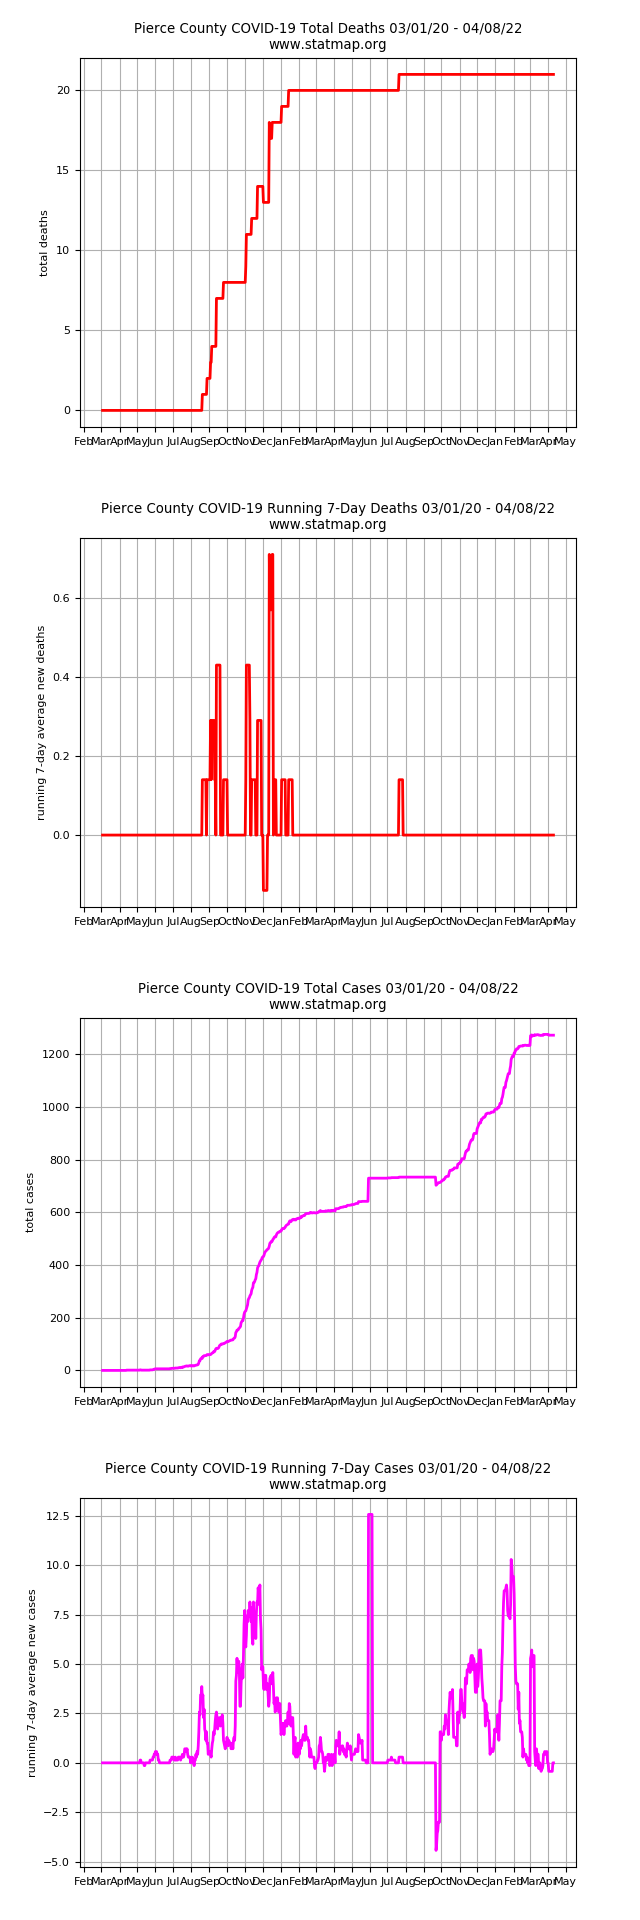 Pierce County COVID-19 Total Deaths 03/01/20 - 04/08/22
www.statmap.org
20
15
10
5
0
total deaths
Feb Mar Apr May Jun Jul Aug Sep Oct Nov Dec Jan Feb Mar Apr May Jun Jul Aug Sep Oct Nov Dec Jan Feb Mar Apr May
Pierce County COVID-19 Running 7-Day Deaths 03/01/20 - 04/08/22
www.statmap.org
0.6
0.4
0.2
0.0
running 7-day average new deaths
Feb Mar Apr May Jun Jul Aug Sep Oct Nov Dec Jan Feb Mar Apr May Jun Jul Aug Sep Oct Nov Dec Jan Feb Mar Apr May
Pierce County COVID-19 Total Cases 03/01/20 - 04/08/22
www.statmap.org
1200
1000
800
600
400
200
0
total cases
Feb Mar Apr May Jun Jul Aug Sep Oct Nov Dec Jan Feb Mar Apr May Jun Jul Aug Sep Oct Nov Dec Jan Feb Mar Apr May
Pierce County COVID-19 Running 7-Day Cases 03/01/20 - 04/08/22
www.statmap.org
12.5
10.0
7.5
5.0
2.5
0.0
−2.5
−5.0
running 7-day average new cases
Feb Mar Apr May Jun Jul Aug Sep Oct Nov Dec Jan Feb Mar Apr May Jun Jul Aug Sep Oct Nov Dec Jan Feb Mar Apr May